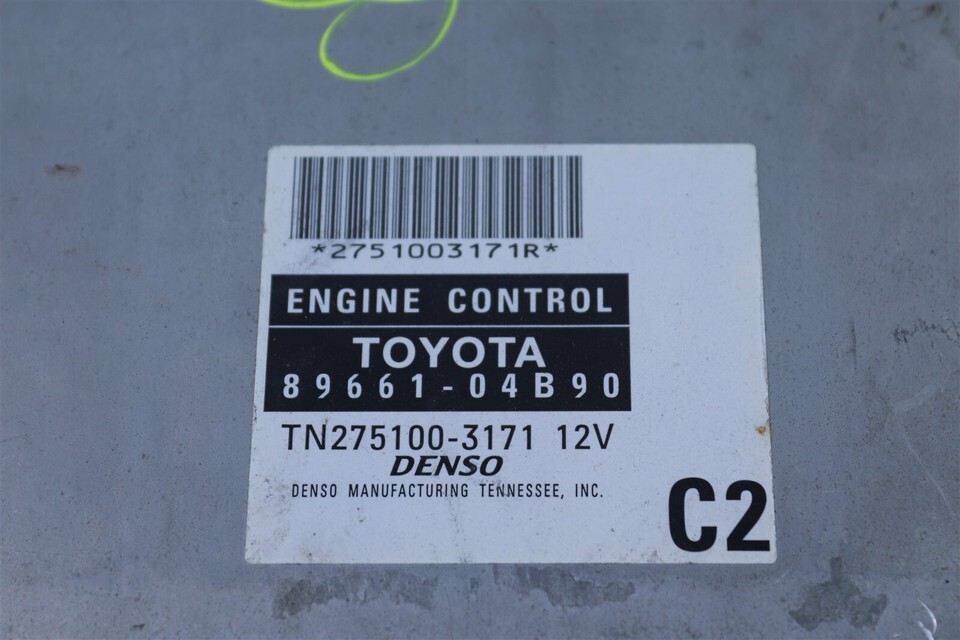 *2751003171R*
ENGINE CONTROL
TOYOTA
89661-04B90
TN275100-3171 12V
DENSO
DENSO MANUFACTURING TENNESSEE, INC.
C2